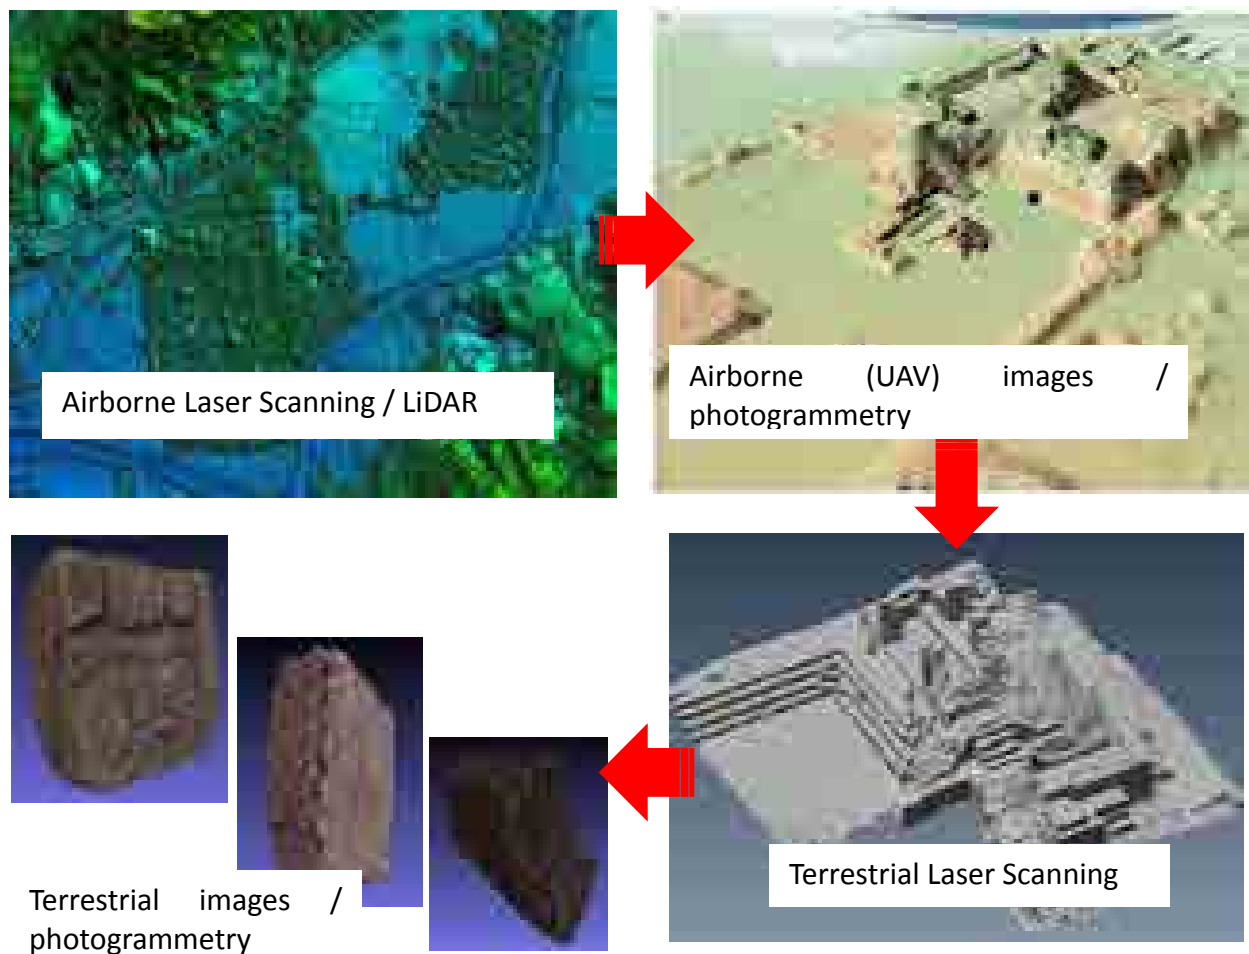 Airborne Laser Scanning / LiDAR
Airborne (UAV) images /
photogrammetry
Terrestrial Laser Scanning
Terrestrial images /
photogrammetry